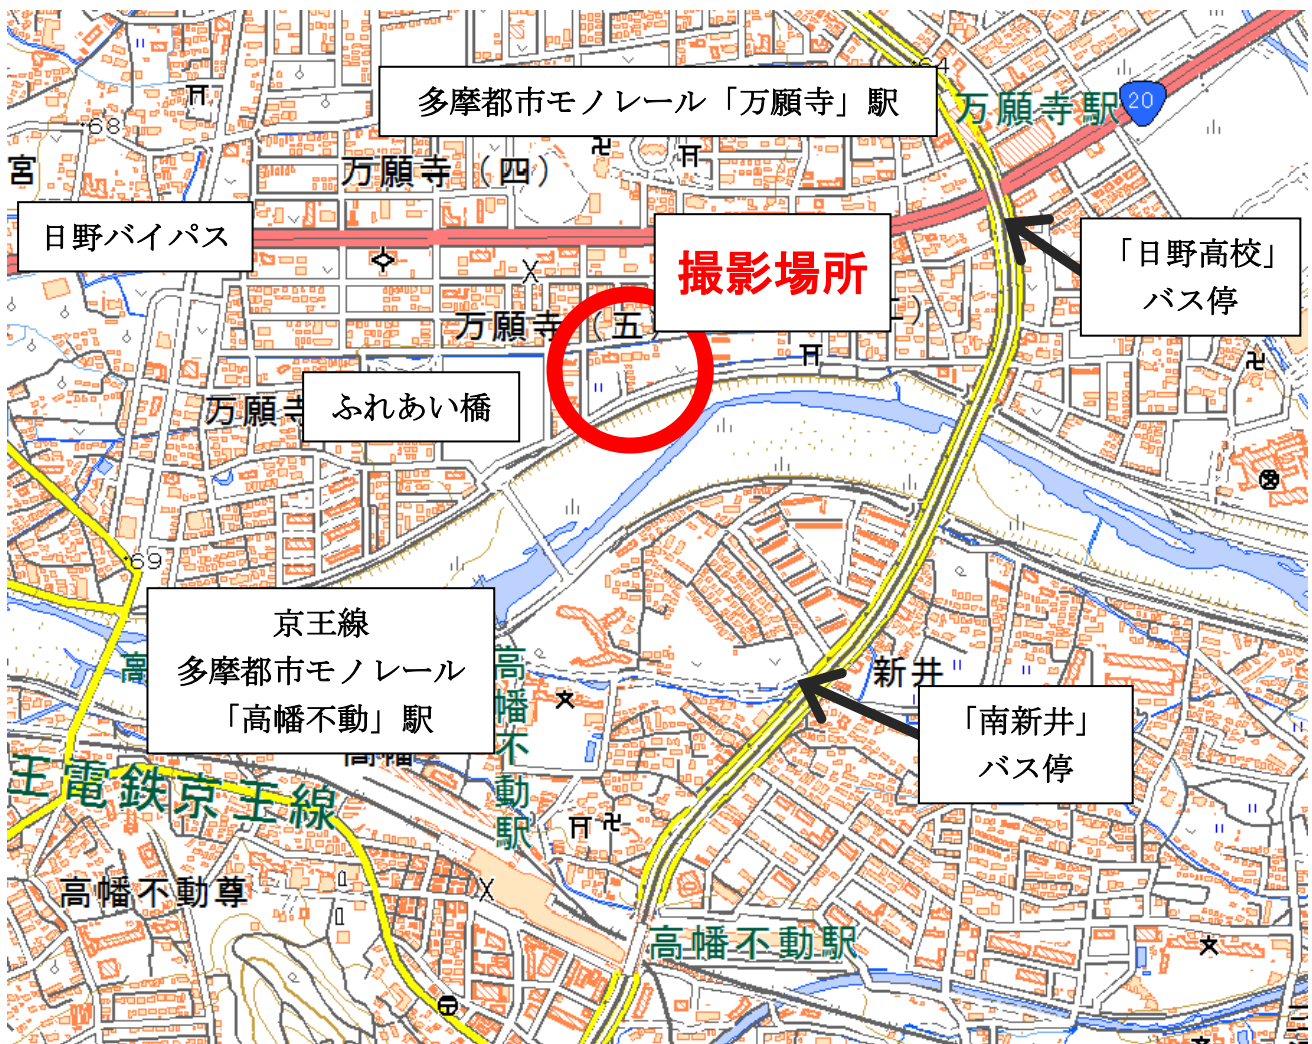 64
多摩都市モノレール「万願寺」駅
万願寺駅
20
68
宮
万願寺（四）
日野バイパス
撮影場所
「日野高校」
バス停
万願寺（五
）
万願寺
ふれあい橋
69
京王線
多摩都市モノレール
「高幡不動」駅
高
高幡不動駅
新井
「南新井」
バス停
高幡
王電鉄京王線
高幡不動尊
高幡不動駅